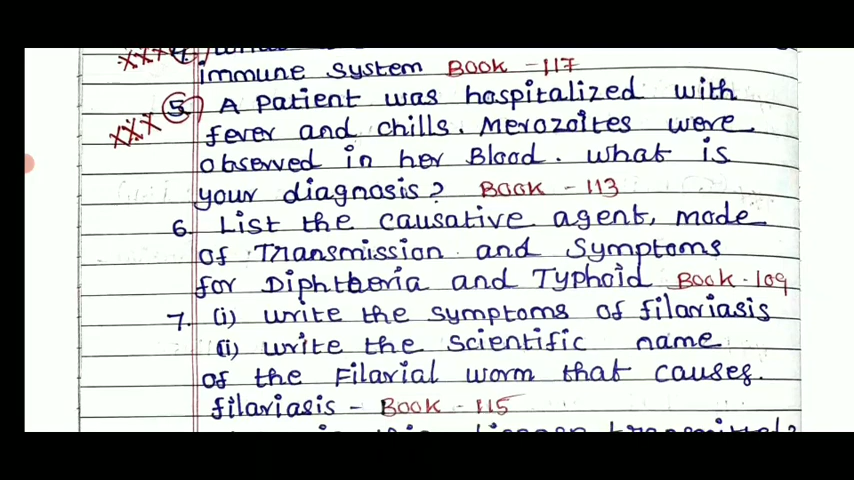 immune system Book - 117
xxx 5) A patient was hospitalized with
fever and chills. Merozoites were
observed in her Blood. what is
your diagnosis? Book - 113
6. List the causative agent, mode
of Transmission and Symptoms
for Diphtheria and Typhoid Book - 109
7. (i) write the symptoms of filariasis
(i) write the scientific name
of the Filarial worm that causes.
filariasis - Book - 115